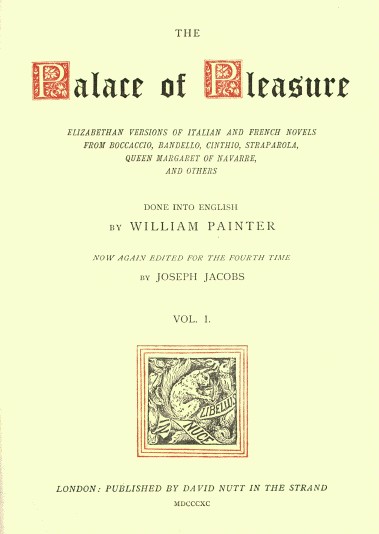 THE
Palace of Pleasure
ELIZABETHAN VERSIONS OF ITALIAN AND FRENCH NOVELS
FROM BOCCACCIO, BANDELLO, CINTHIO, STRAPAROLA,
QUEEN MARGARET OF NAVARRE,
AND OTHERS
DONE INTO ENGLISH
BY WILLIAM PAINTER
NOW AGAIN EDITED FOR THE FOURTH TIME
BY JOSEPH JACOBS
VOL. I.
IN NUCE LIBELLUS
LONDON: PUBLISHED BY DAVID NUTT IN THE STRAND
MDCCCXC